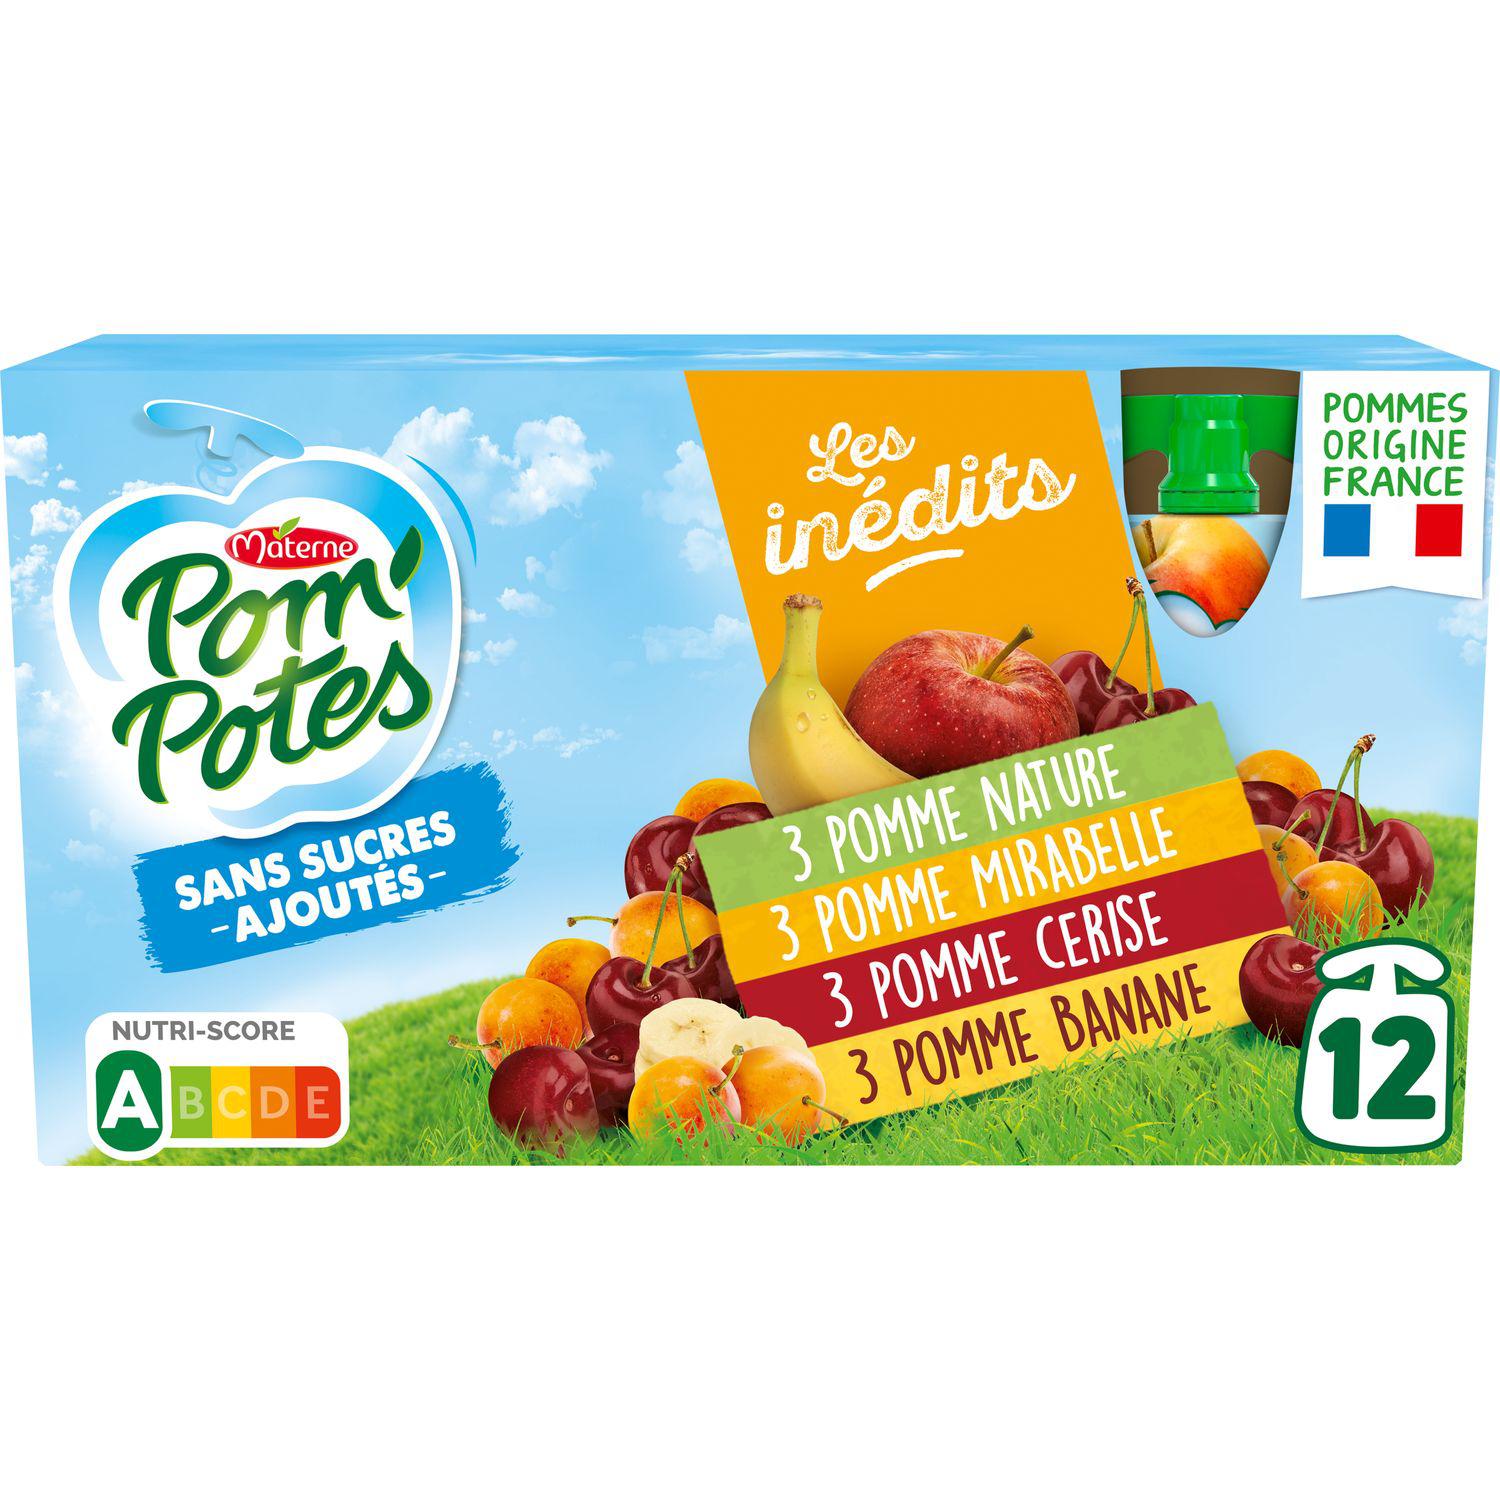 Materne
Pom'
Potes
SANS SUCRES
- AJOUTÉS -
NUTRI-SCORE
A B C D E
Les
inédits
3 POMME NATURE
3 POMME MIRABELLE
3 POMME CERISE
3 POMME BANANE
POMMES
ORIGINE
FRANCE
12